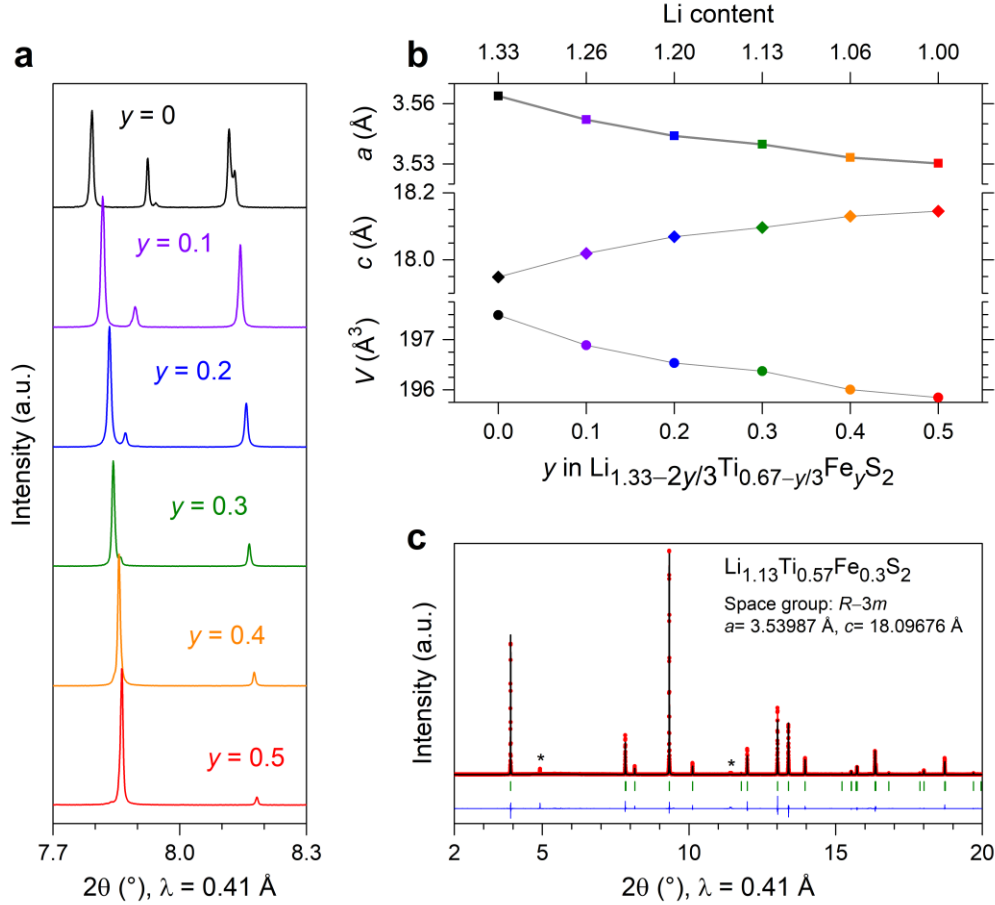 a
y = 0
y = 0.1
y = 0.2
y = 0.3
y = 0.4
y = 0.5
Intensity (a.u.)
7.7 8.0 8.3
2θ (°), λ = 0.41 Å
b
Li content
1.33 1.26 1.20 1.13 1.06 1.00
3.56
3.53
a (Å)
18.2
18.0
c (Å)
197
196
V (Å³)
0.0 0.1 0.2 0.3 0.4 0.5
y in Li₁.₃₃₋₂y/₃Ti₀.₆₇₋y/₃FeyS₂
c
Li₁.₁₃Ti₀.₅₇Fe₀.₃S₂
Space group: R–3m
a= 3.53987 Å, c= 18.09676 Å
* *
Intensity (a.u.)
2 5 10 15 20
2θ (°), λ = 0.41 Å